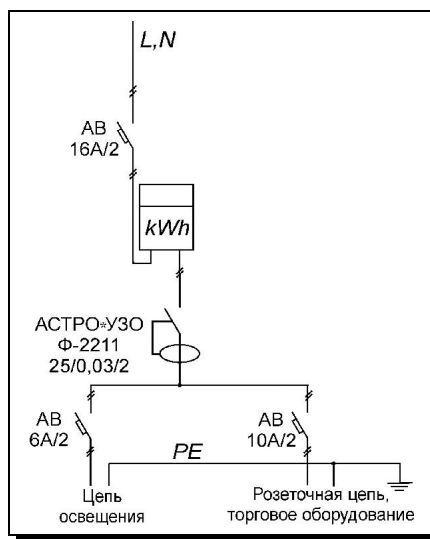 L,N
АВ
16А/2
kWh
АСТРО*УЗО
Ф-2211
25/0,03/2
АВ
6А/2
АВ
10А/2
PE
Цепь
освещения
Розеточная цепь,
торговое оборудование